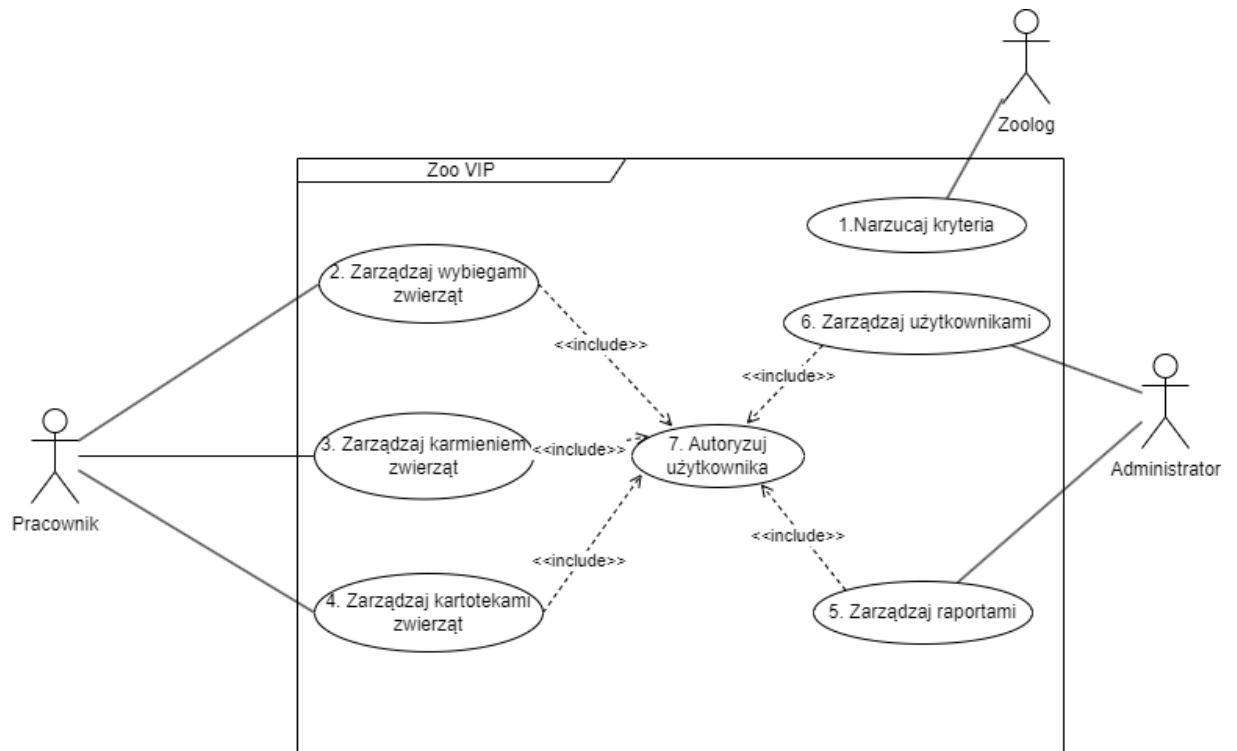 Zoolog
Zoo VIP
1.Narzucaj kryteria
2. Zarządzaj wybiegami
zwierząt
6. Zarządzaj użytkownikami
<<include>>
<<include>>
3. Zarządzaj karmieniem
zwierząt
<<include>>
7. Autoryzuj
użytkownika
Administrator
Pracownik
<<include>>
<<include>>
4. Zarządzaj kartotekami
zwierząt
5. Zarządzaj raportami